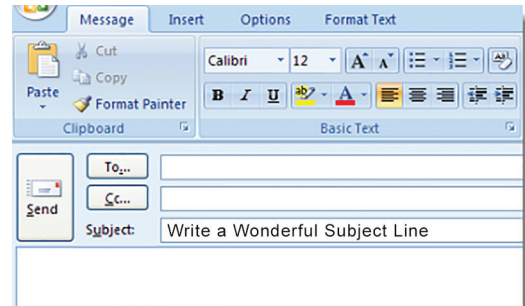 Message Insert Options Format Text
Cut
Calibri 12 A A
Copy
Paste
Format Painter
B I U ab A
Clipboard Basic Text
To...
Cc...
Send
Subject: Write a Wonderful Subject Line